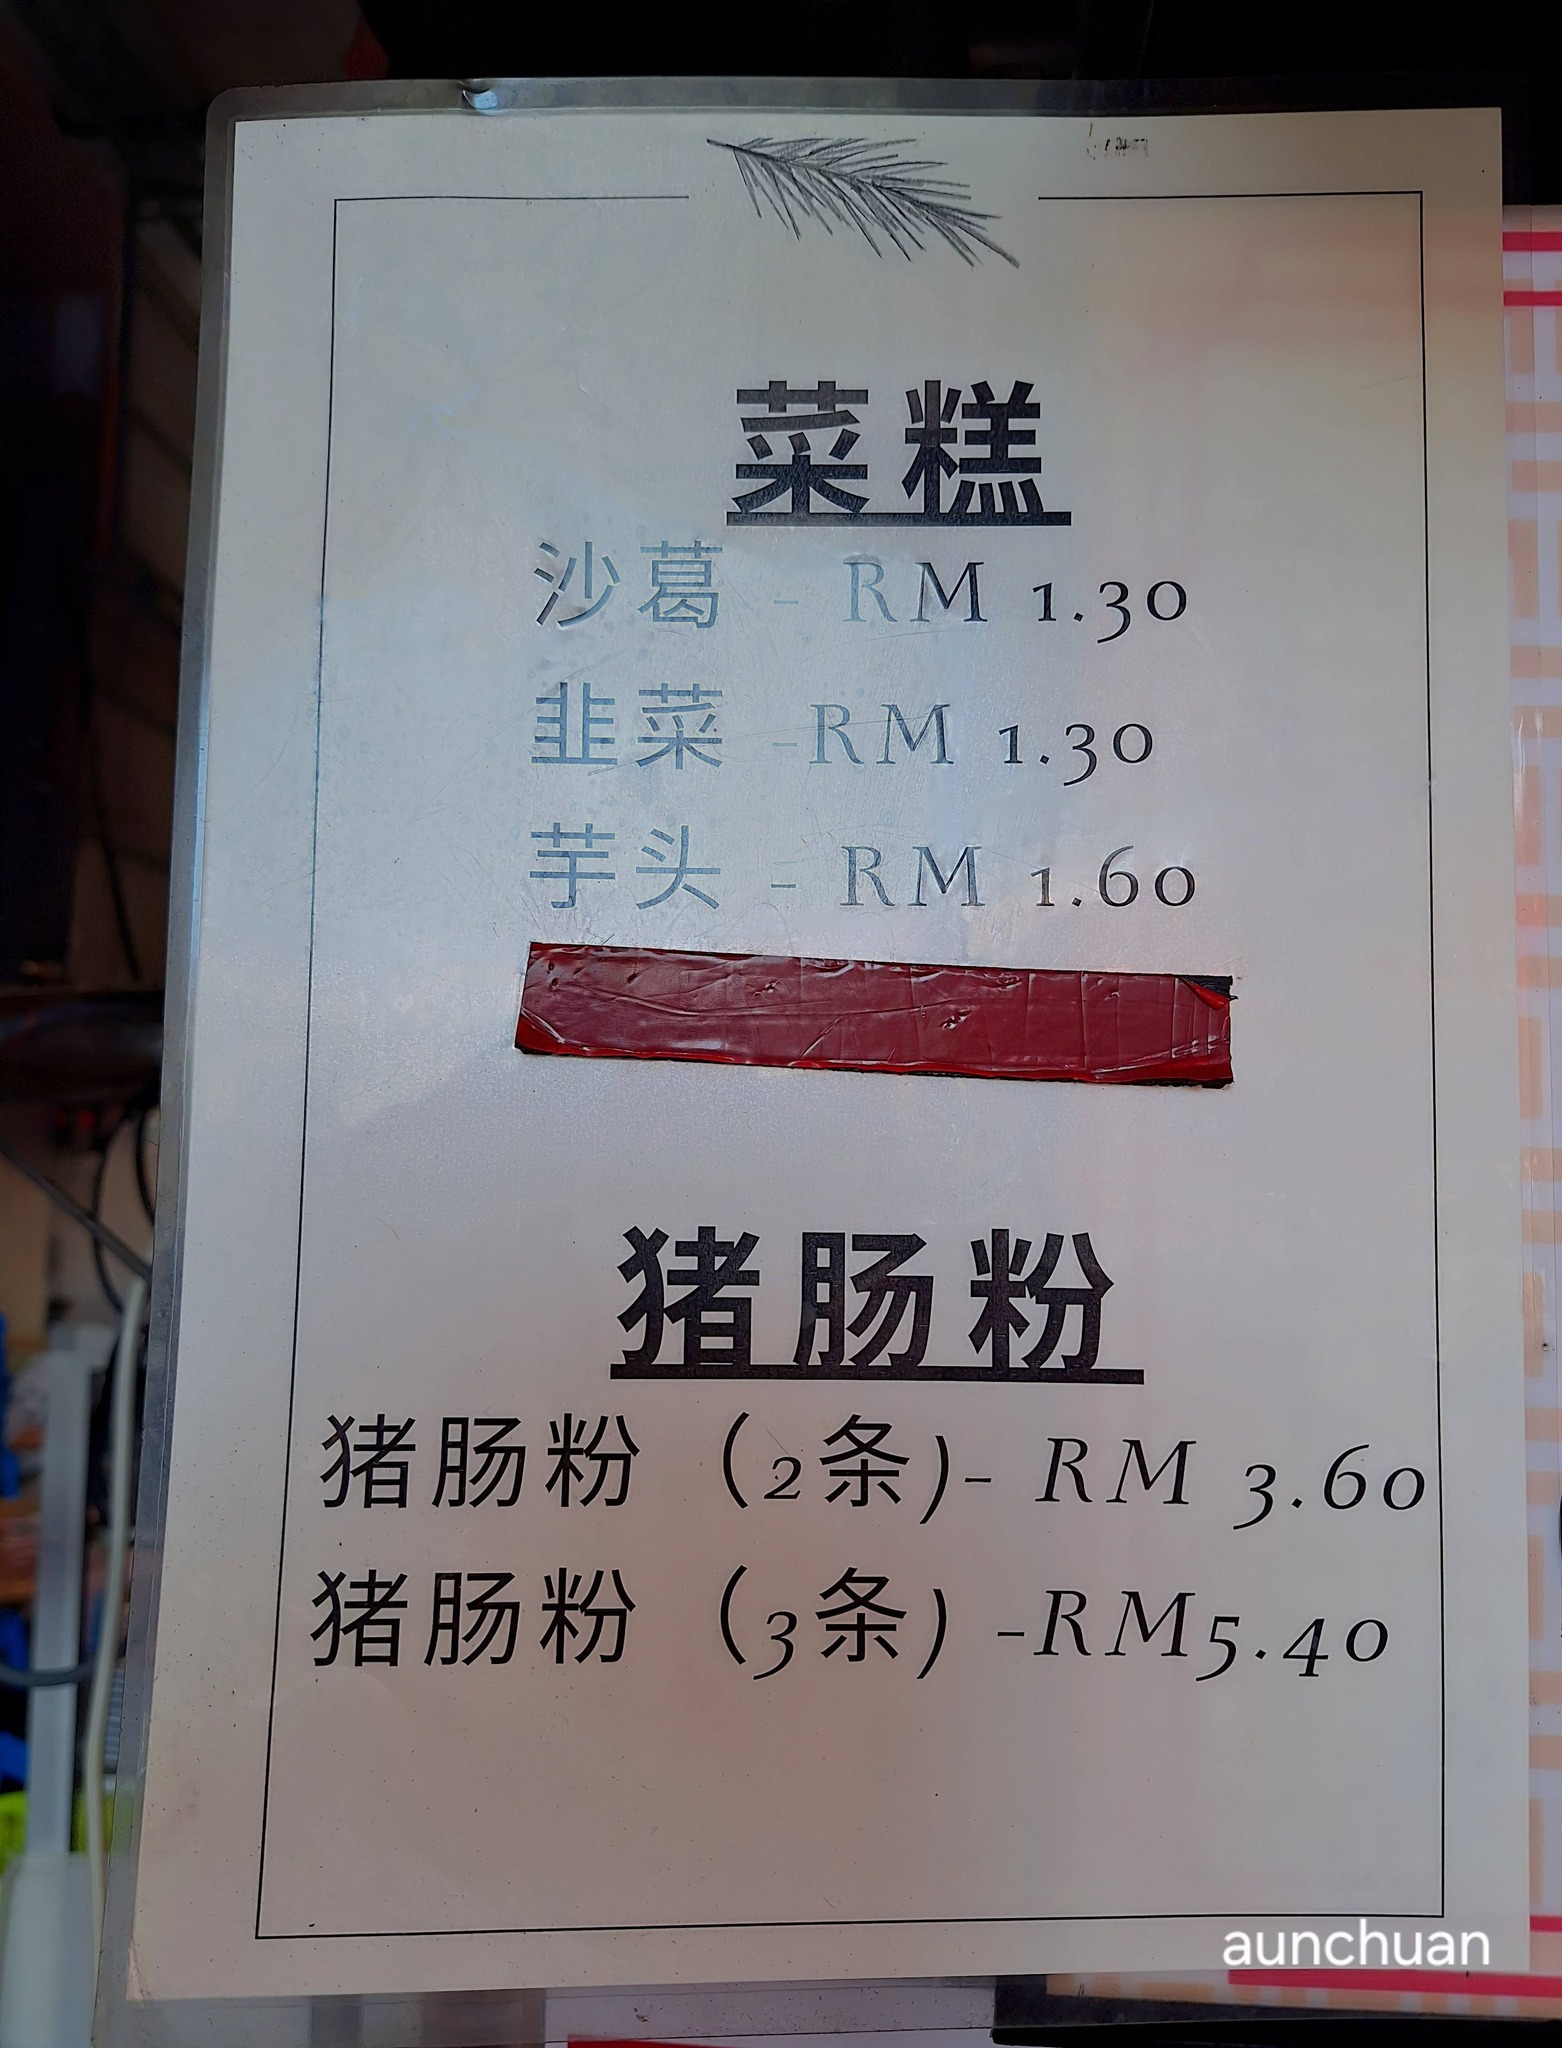 菜糕
沙葛 - RM 1.30
韭菜 -RM 1.30
芋头 - RM 1.60
猪肠粉
猪肠粉（2条)- RM 3.60
猪肠粉（3条) -RM5.40
aunchuan